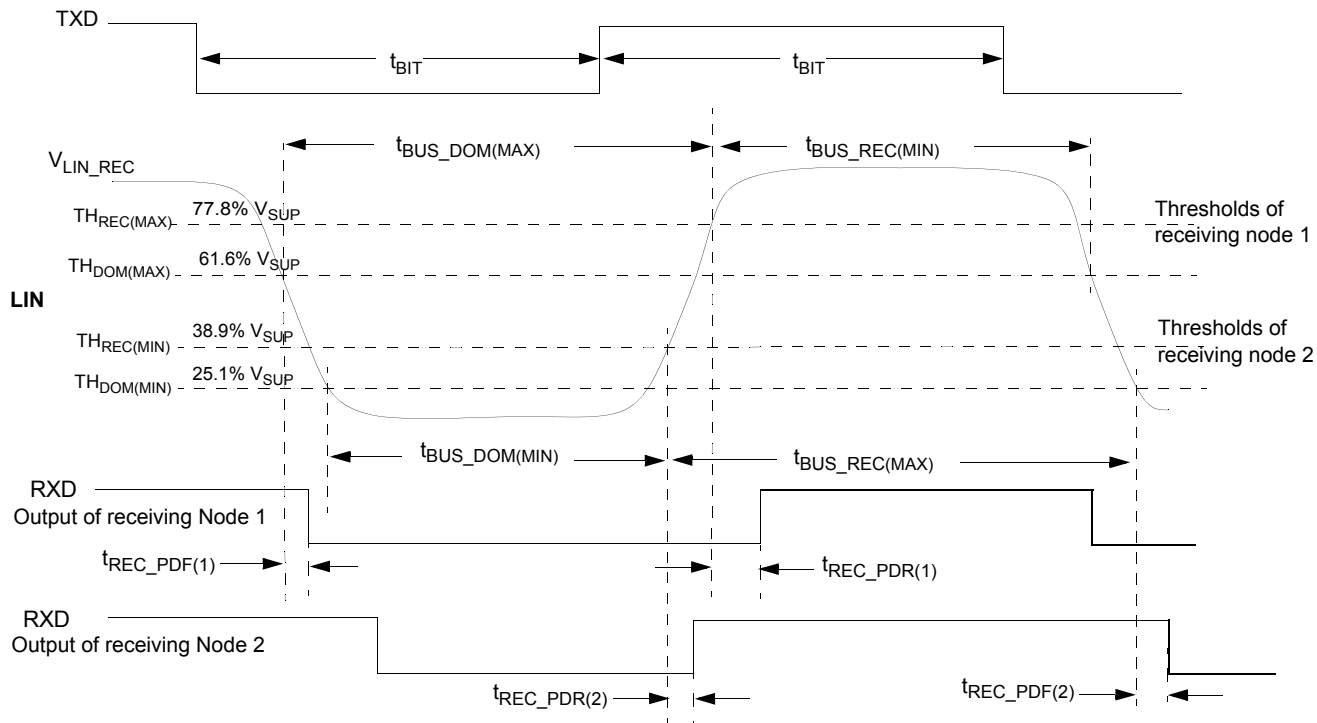 TXD
tBIT
tBIT
tBUS_DOM(MAX)
tBUS_REC(MIN)
VLIN_REC
THREC(MAX) 77.8% VSUP
Thresholds of
receiving node 1
THDOM(MAX) 61.6% VSUP
LIN
THREC(MIN) 38.9% VSUP
Thresholds of
receiving node 2
THDOM(MIN) 25.1% VSUP
tBUS_DOM(MIN)
tBUS_REC(MAX)
RXD
Output of receiving Node 1
tREC_PDF(1)
tREC_PDR(1)
RXD
Output of receiving Node 2
tREC_PDR(2)
tREC_PDF(2)